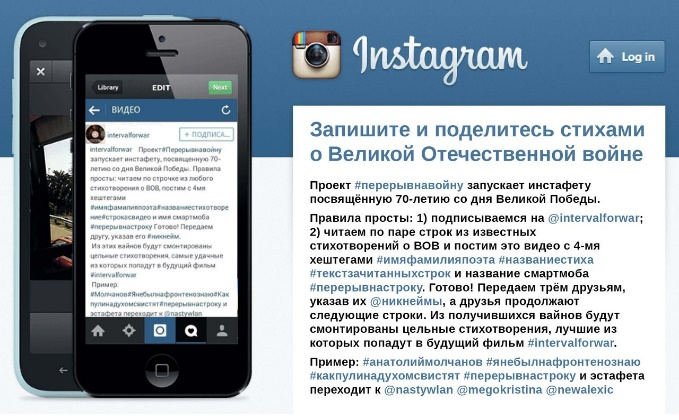 Library
EDIT
Next
ВИДЕО
intervalforwar
+ ПОДПИСА...
intervalforwar Проект#Перерывнавойну
запускает инстафету, посвященную 70-
летию со дня Великой Победы. Правила
просты: читаем по строчке из любого
стихотворения о ВОВ, постим с 4мя
хештегами
#имяфамилияпоэта#названиестихотворе
ние#строкасвидео и имя смартмоба
#перерывнастроку Готово! Передаем
другу, указав его #никнейм.
Из этих вайнов будут смонтированы
цельные стихотворения, самые удачные
из которых попадут в будущий фильм
#intervalforwar
Пример:
#Молчанов#Янебылнафронтенознаю#Как
пулинадухомсвистят#перерывнастроку и
эстафета переходит к @nastywlan
Instagram
Log in
Запишите и поделитесь стихами
о Великой Отечественной войне
Проект #перерывнавойну запускает инстафету
посвящённую 70-летию со дня Великой Победы.
Правила просты: 1) подписываемся на @intervalforwar;
2) читаем по паре строк из известных
стихотворений о ВОВ и постим это видео с 4-мя
хештегами #имяфамилияпоэта #названиестиха
#текстзачитанныхстрок и название смартмоба
#перерывнастроку. Готово! Передаем трём друзьям,
указав их @никнеймы, а друзья продолжают
следующие строки. Из получившихся вайнов будут
смонтированы цельные стихотворения, лучшие из
которых попадут в будущий фильм #intervalforwar.
Пример: #анатолиймолчанов #янебылнафронтенознаю
#какпулинадухомсвистят #перерывнастроку и эстафета
переходит к @nastywlan @megokristina @newalexic